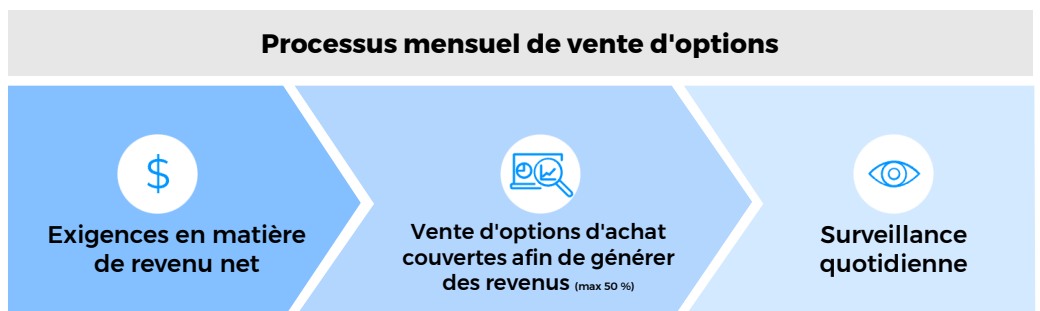 Processus mensuel de vente d'options
$
Exigences en matière
de revenu net
Vente d'options d'achat
couvertes afin de générer
des revenus (max 50 %)
Surveillance
quotidienne